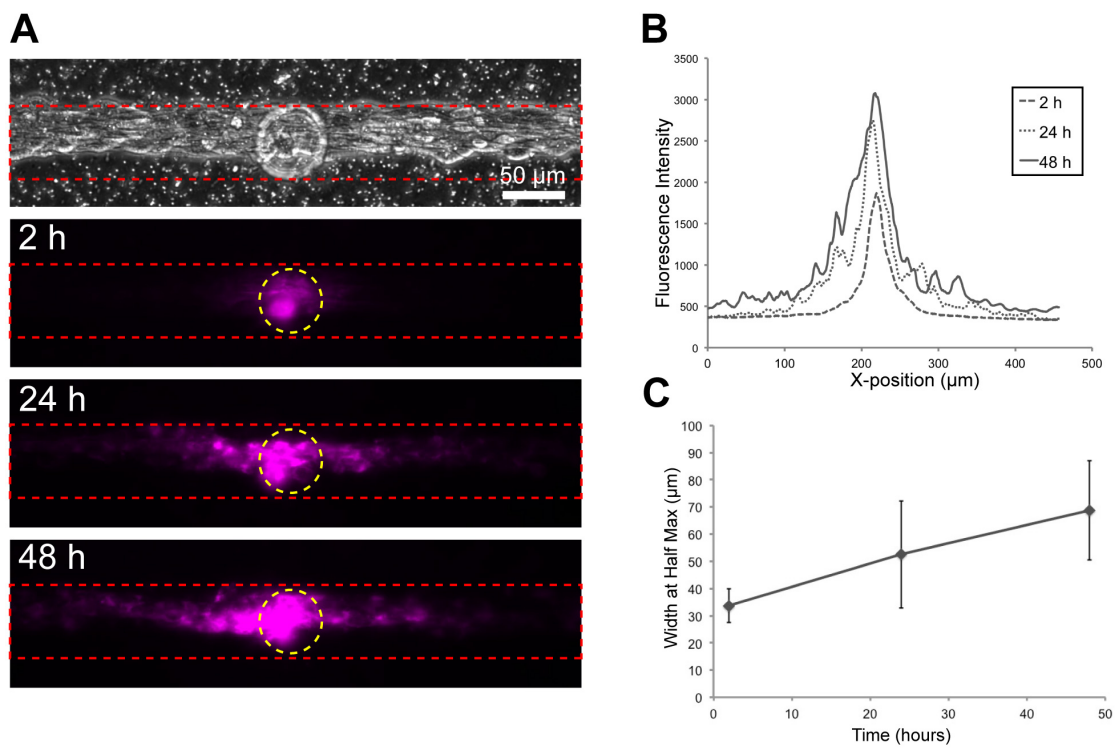 A
50 µm
2 h
24 h
48 h
B
Fluorescence Intensity
3500
3000
2500
2000
1500
1000
500
0
0 100 200 300 400 500
X-position (µm)
2 h
24 h
48 h
C
Width at Half Max (µm)
100
90
80
70
60
50
40
30
20
10
0
0 10 20 30 40 50
Time (hours)